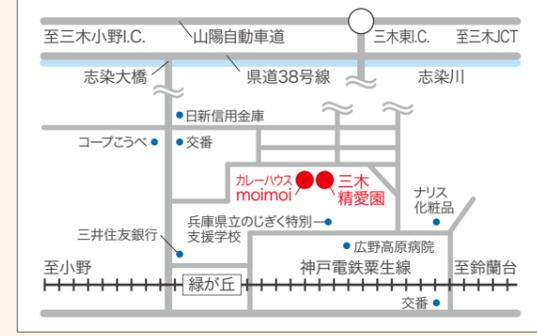 至三木小野I.C.
山陽自動車道
三木東I.C.
至三木JCT
志染大橋
県道38号線
志染川
日新信用金庫
コープこうべ
交番
カレーハウス
moimoi
三木
精愛園
ナリス
化粧品
兵庫県立のじぎく特別
支援学校
三井住友銀行
広野高原病院
至小野
緑が丘
神戸電鉄粟生線
至鈴蘭台
交番